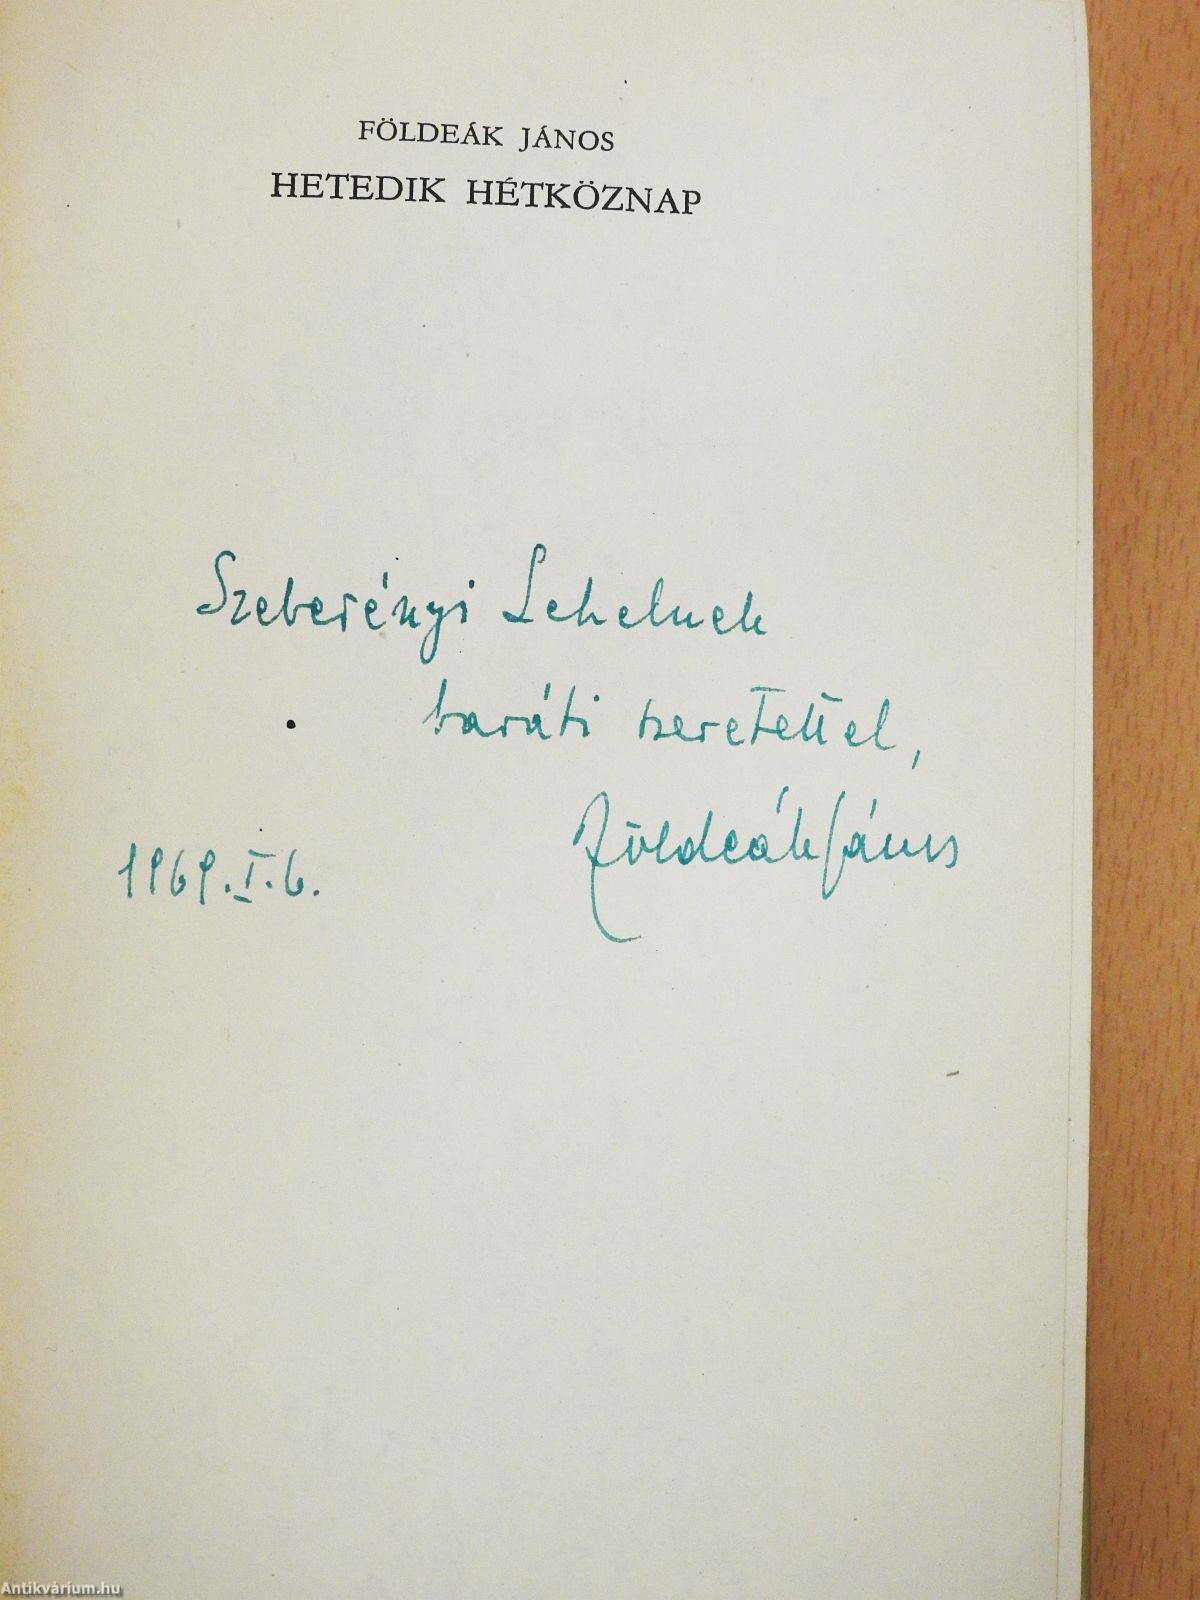 FÖLDEÁK JÁNOS
HETEDIK HÉTKÖZNAP
Szeberényi Lehelnek
baráti szeretettel,
Földeák János
1969. I. 6.
Antikvárium.hu